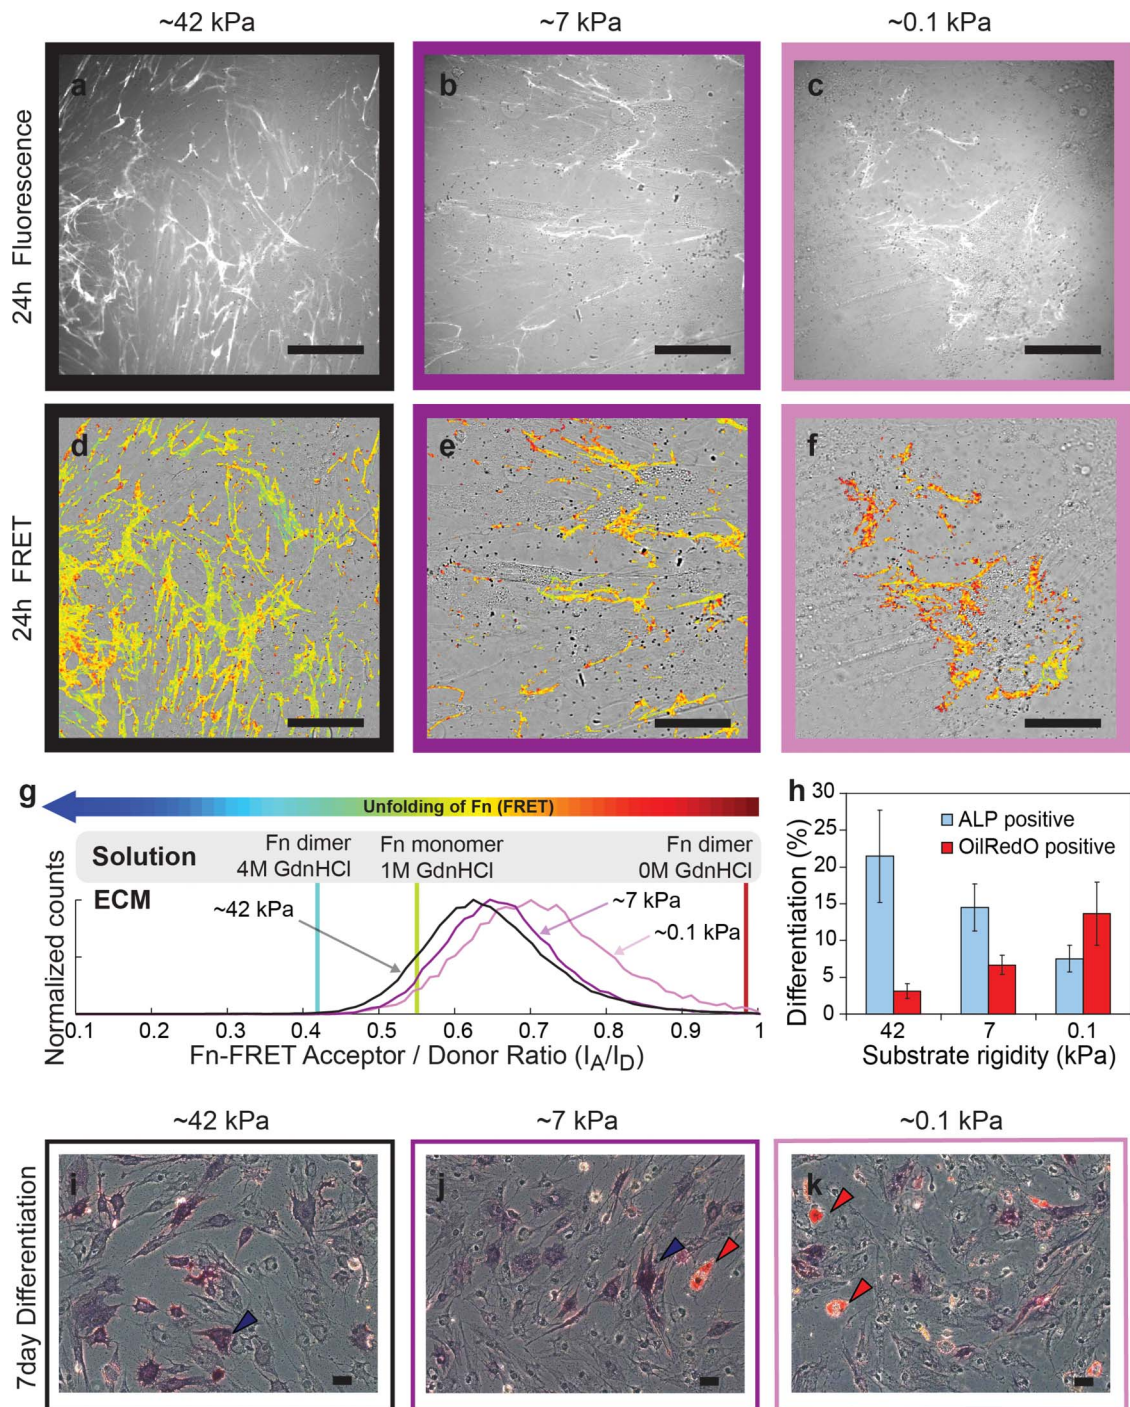 ~42 kPa
~7 kPa
~0.1 kPa
24h Fluorescence
a
b
c
24h FRET
d
e
f
g
Unfolding of Fn (FRET)
Solution
Fn dimer
4M GdnHCl
Fn monomer
1M GdnHCl
Fn dimer
0M GdnHCl
ECM
~42 kPa
~7 kPa
~0.1 kPa
Normalized counts
0.1 0.2 0.3 0.4 0.5 0.6 0.7 0.8 0.9 1
Fn-FRET Acceptor / Donor Ratio (I_A/I_D)
h
Differentiation (%)
30
25
20
15
10
5
0
ALP positive
OilRedO positive
42 7 0.1
Substrate rigidity (kPa)
~42 kPa
~7 kPa
~0.1 kPa
7day Differentiation
i
j
k